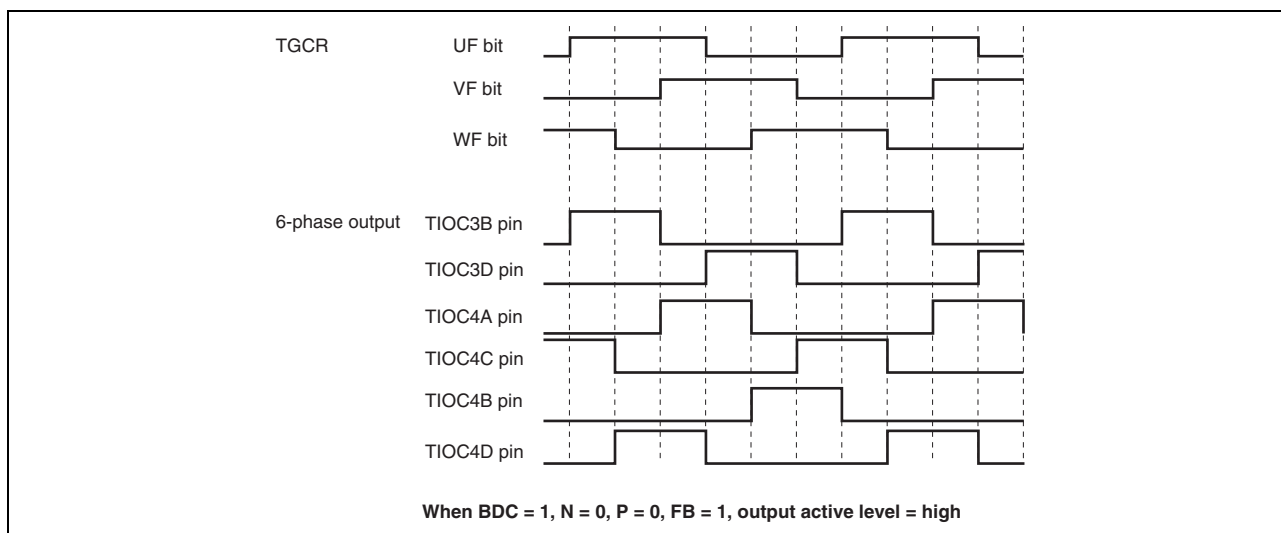 TGCR UF bit
VF bit
WF bit
6-phase output TIOC3B pin
TIOC3D pin
TIOC4A pin
TIOC4C pin
TIOC4B pin
TIOC4D pin
When BDC = 1, N = 0, P = 0, FB = 1, output active level = high